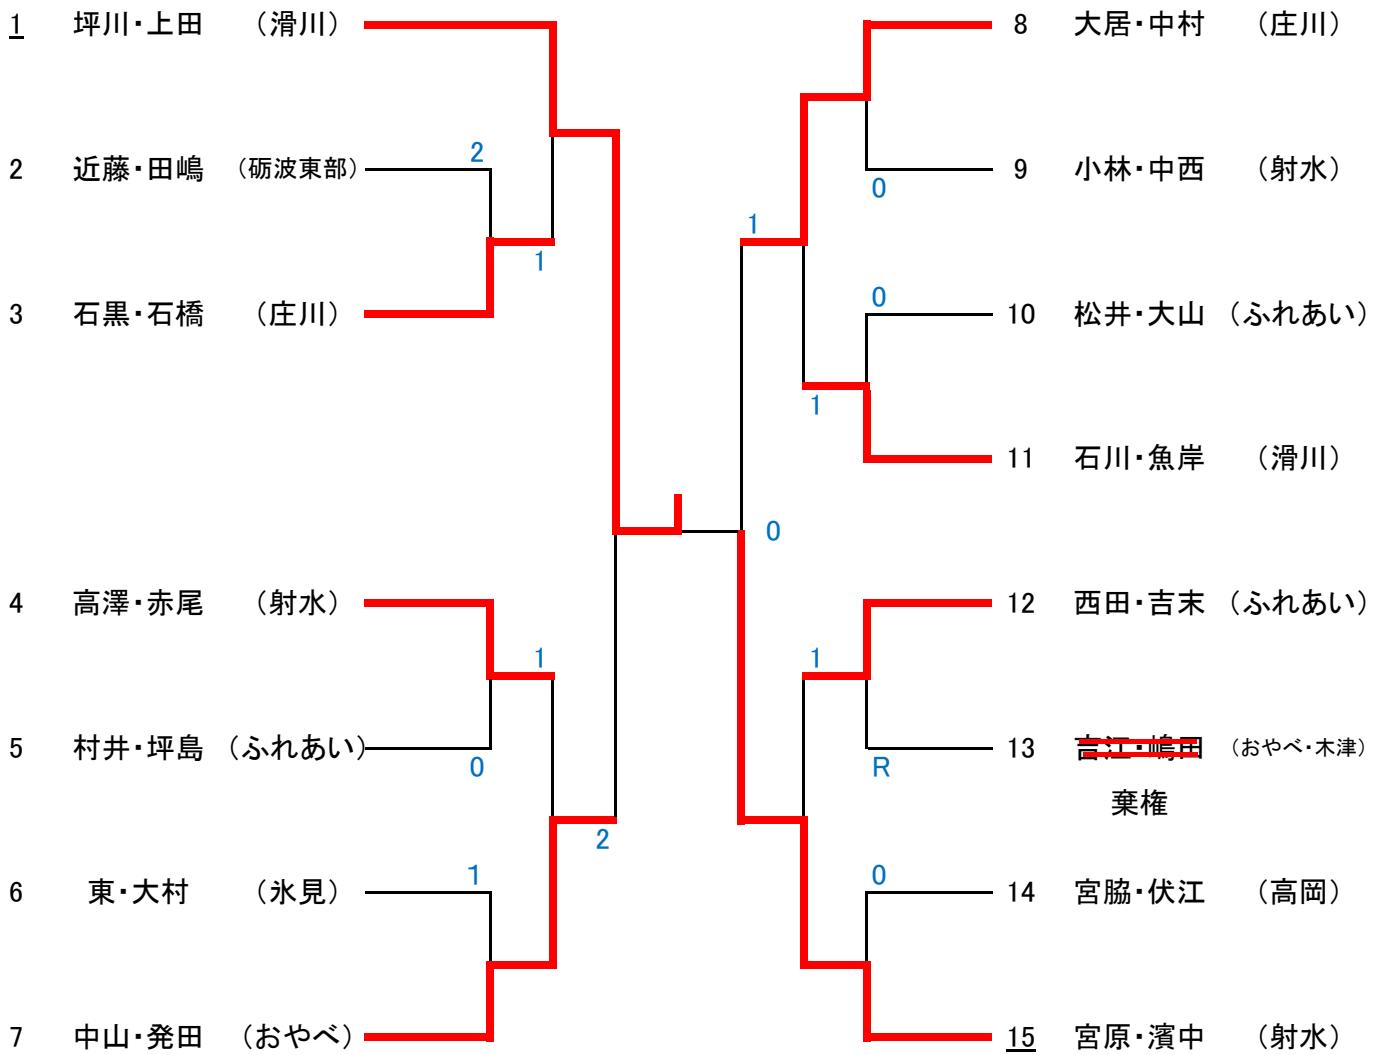 1 坪川・上田 （滑川）
2
2 近藤・田嶋 （砺波東部）
1
3 石黒・石橋 （庄川）
4 高澤・赤尾 （射水）
1
5 村井・坪島 （ふれあい）
0
2
1
6 東・大村 （氷見）
7 中山・発田 （おやべ）
8 大居・中村 （庄川）
9 小林・中西 （射水）
0
1
0
10 松井・大山 （ふれあい）
1
11 石川・魚岸 （滑川）
0
12 西田・吉末 （ふれあい）
1
13 吉江・嶋田 （おやべ・木津）
R
棄権
0
14 宮脇・伏江 （高岡）
15 宮原・濱中 （射水）